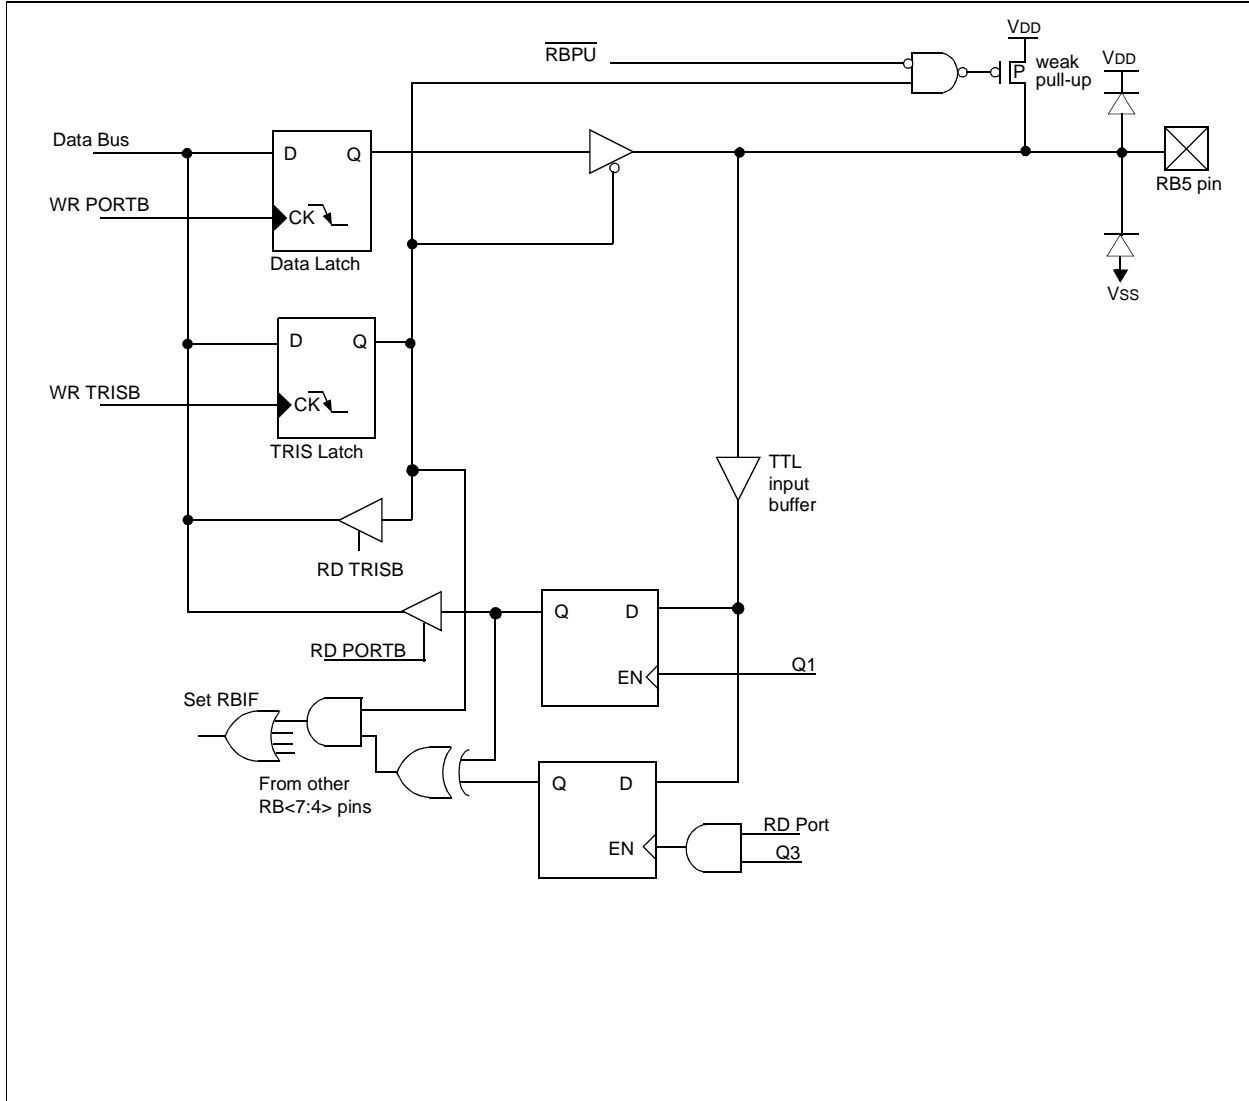 VDD
RBPU
weak
pull-up
P
VDD
Data Bus
D Q
RB5 pin
WR PORTB
CK
Data Latch
VSS
D Q
WR TRISB
CK
TRIS Latch
TTL
input
buffer
RD TRISB
Q D
RD PORTB
EN
Q1
Set RBIF
From other
RB<7:4> pins
Q D
RD Port
EN
Q3